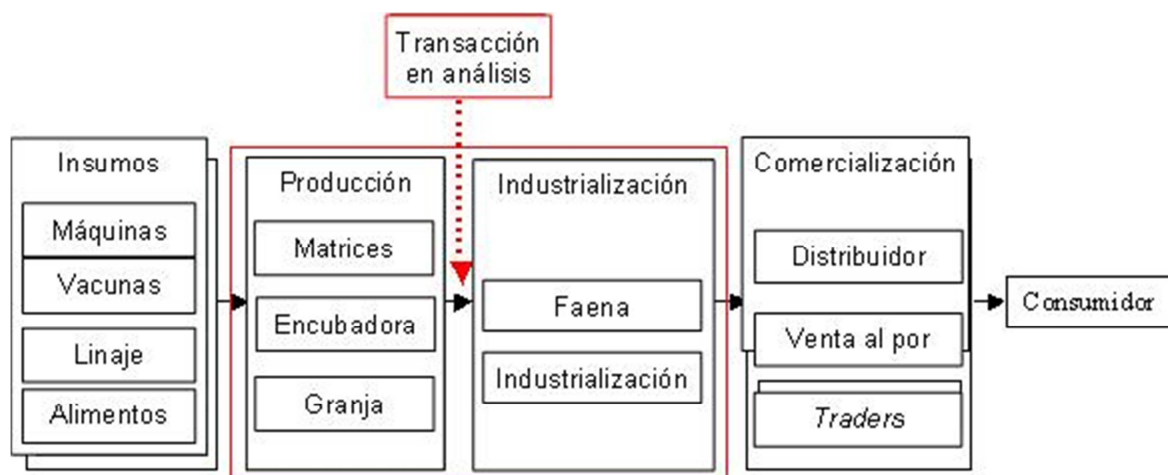 Transacción
en análisis
Insumos
Máquinas
Vacunas
Linaje
Alimentos
Producción
Matrices
Encubadora
Granja
Industrialización
Faena
Industrialización
Comercialización
Distribuidor
Venta al por
Traders
Consumidor